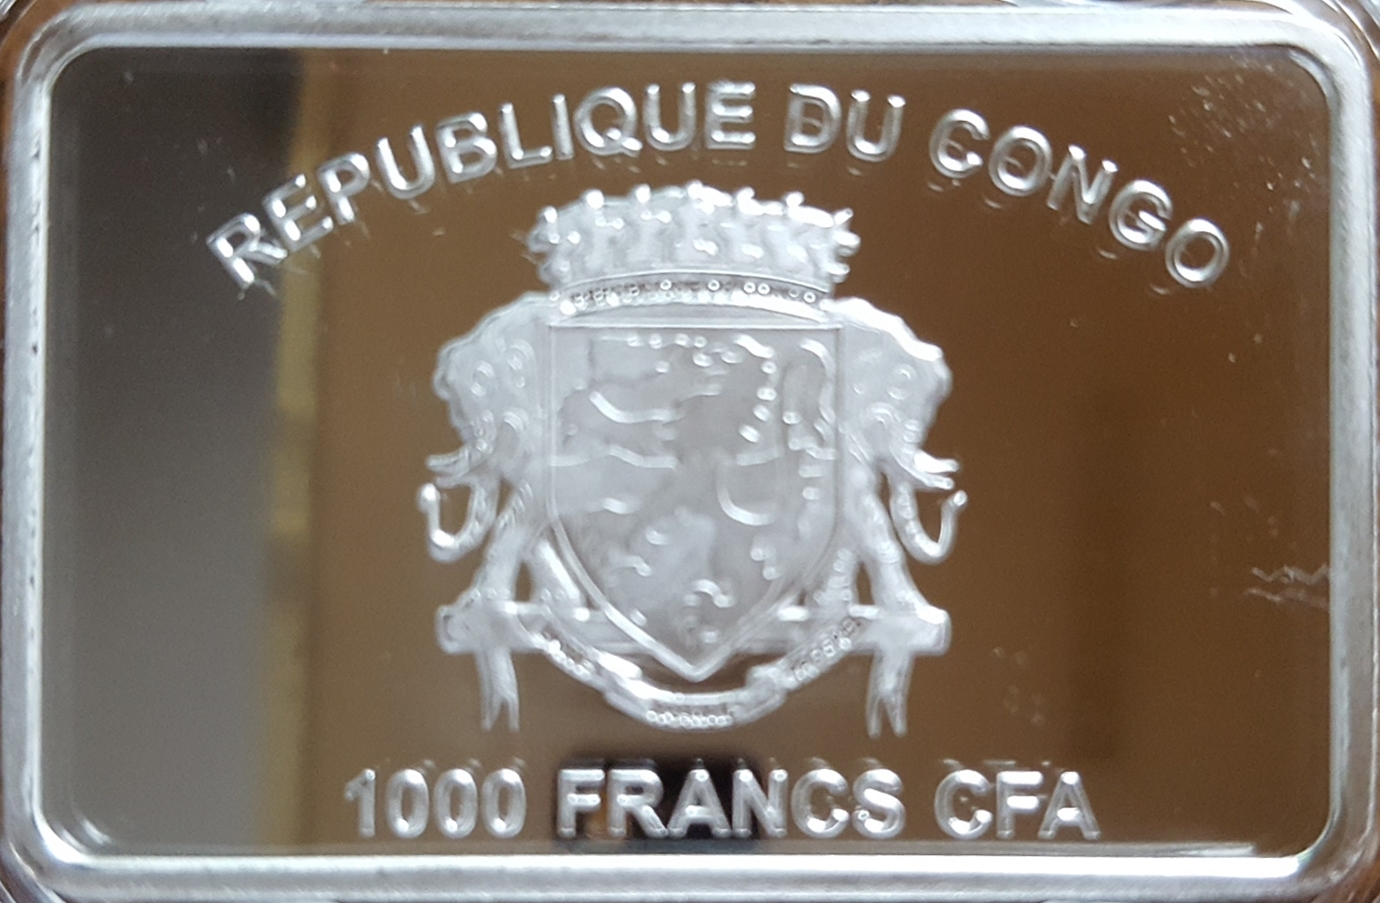 REPUBLIQUE DU CONGO
1000 FRANCS CFA